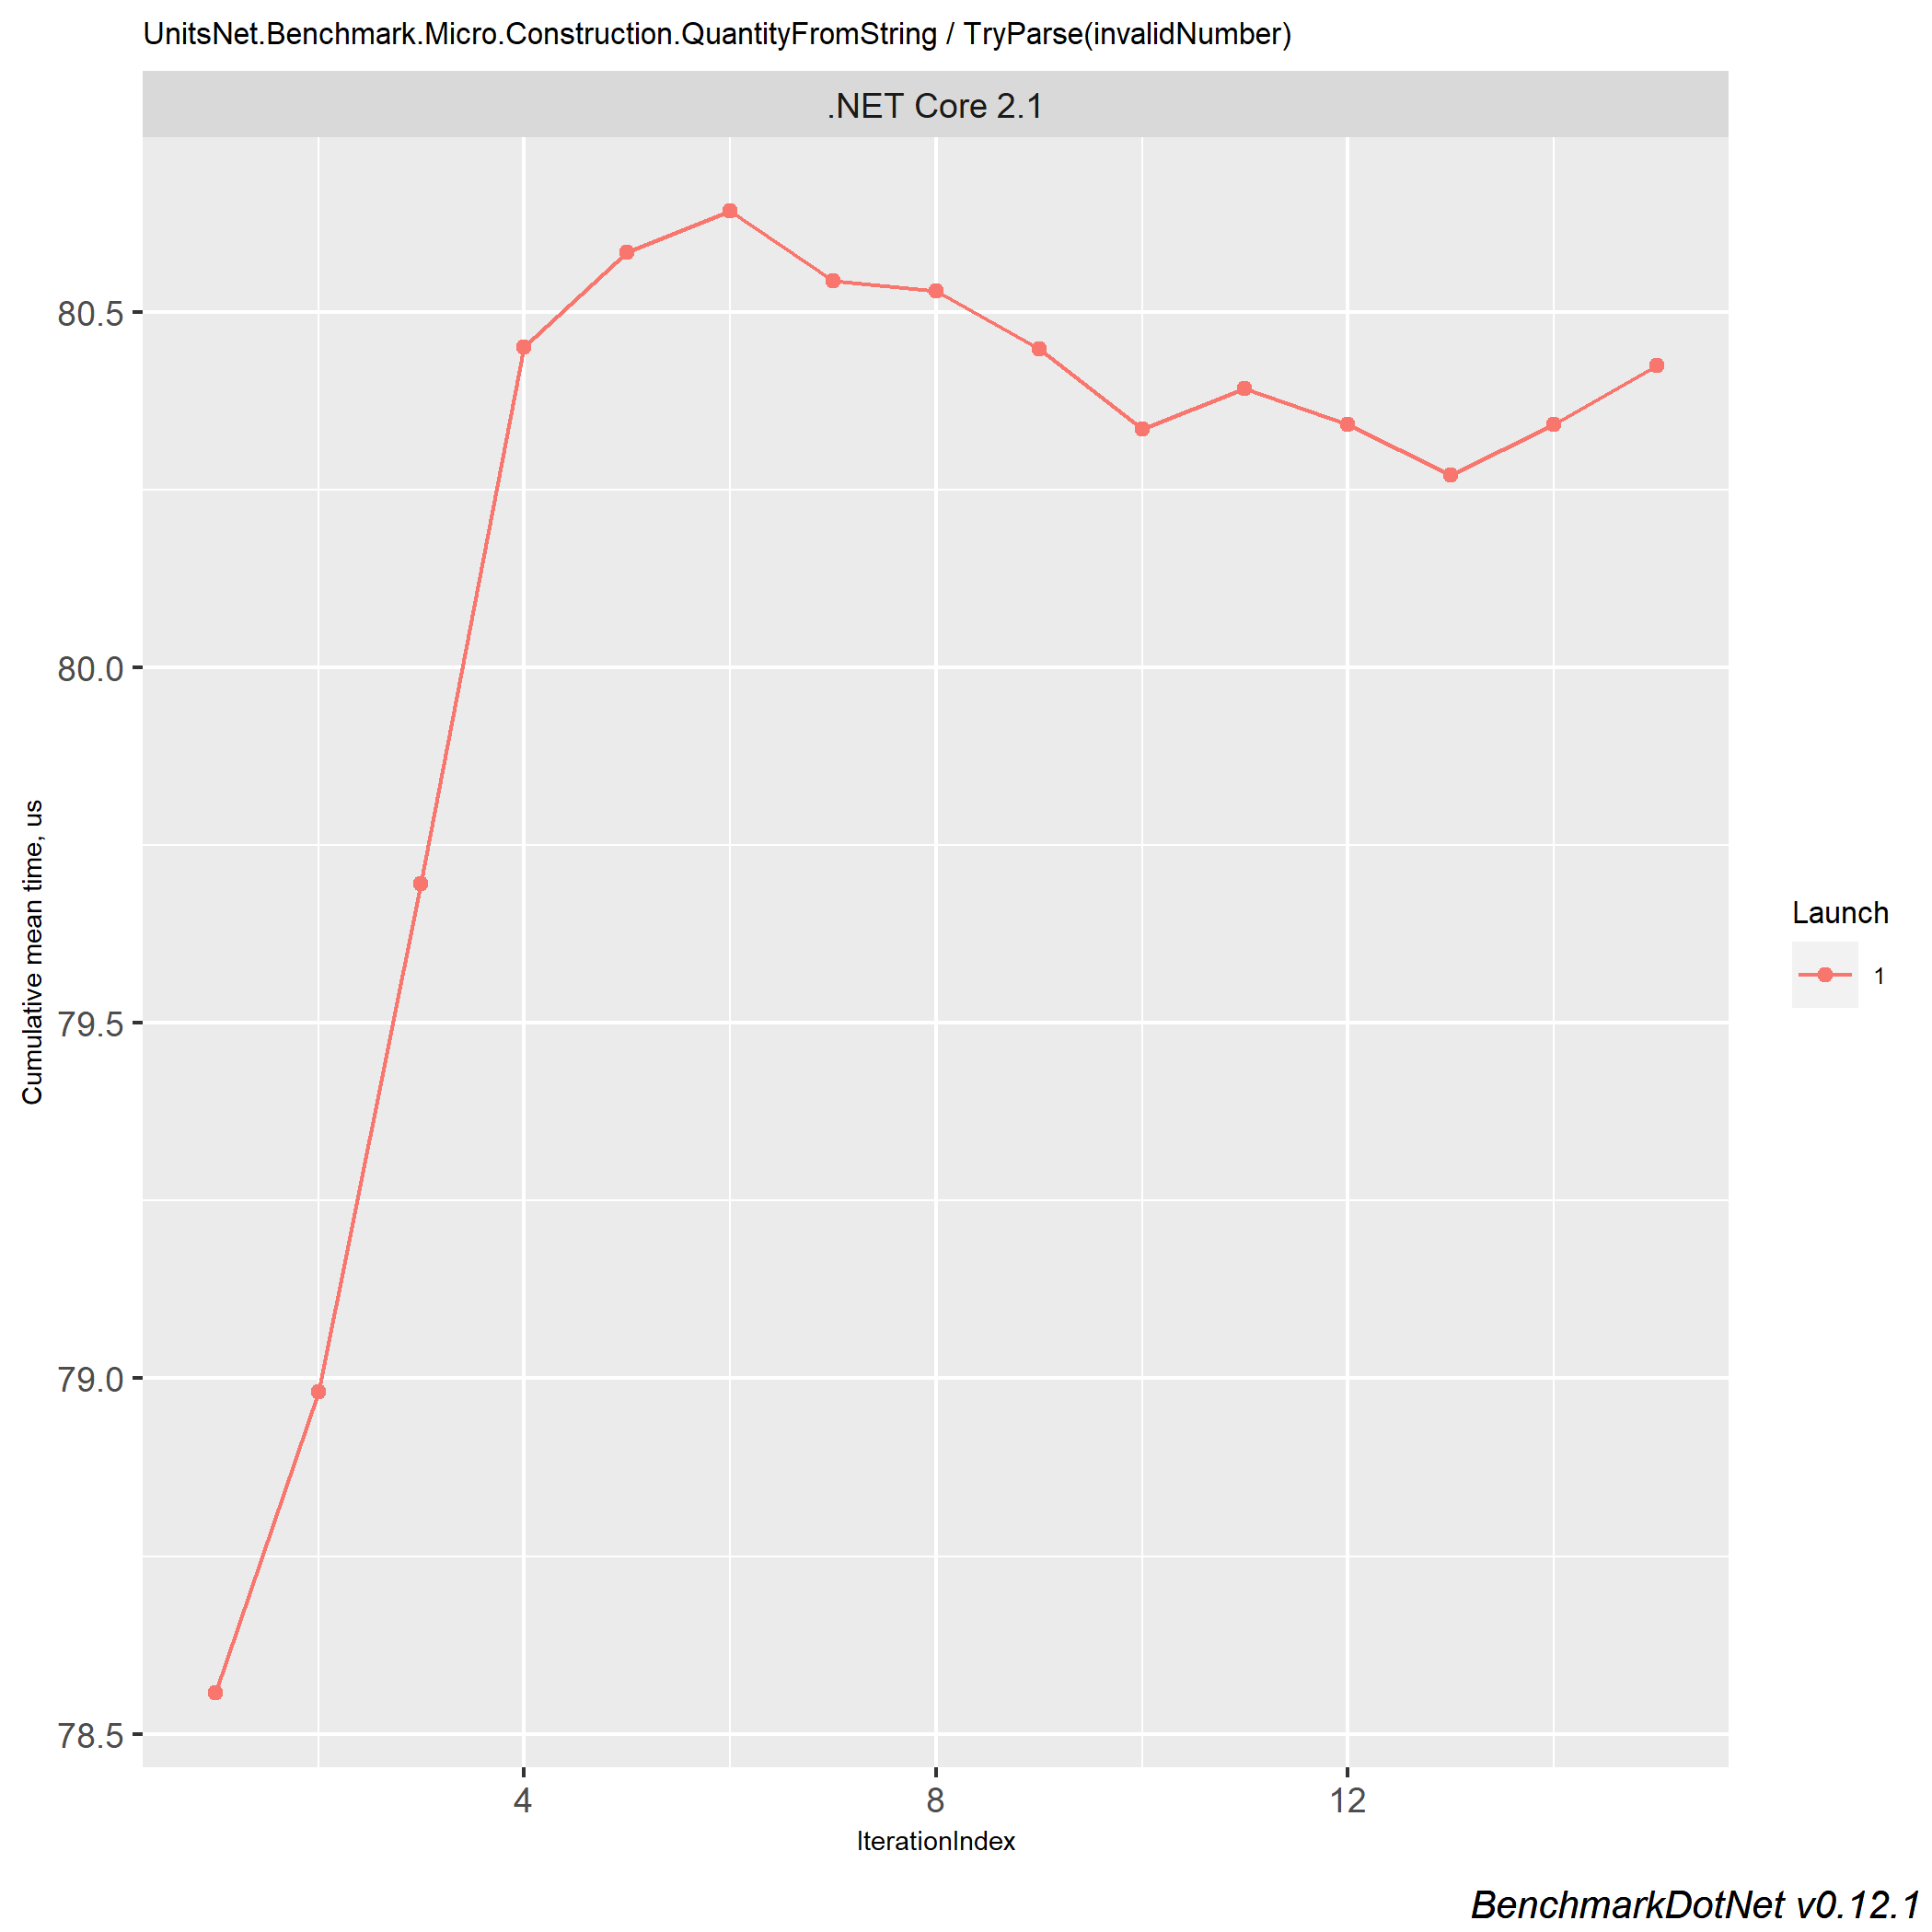 UnitsNet.Benchmark.Micro.Construction.QuantityFromString / TryParse(invalidNumber)
.NET Core 2.1
80.5
80.0
79.5
79.0
78.5
Cumulative mean time, us
4
8
12
IterationIndex
Launch
1
BenchmarkDotNet v0.12.1